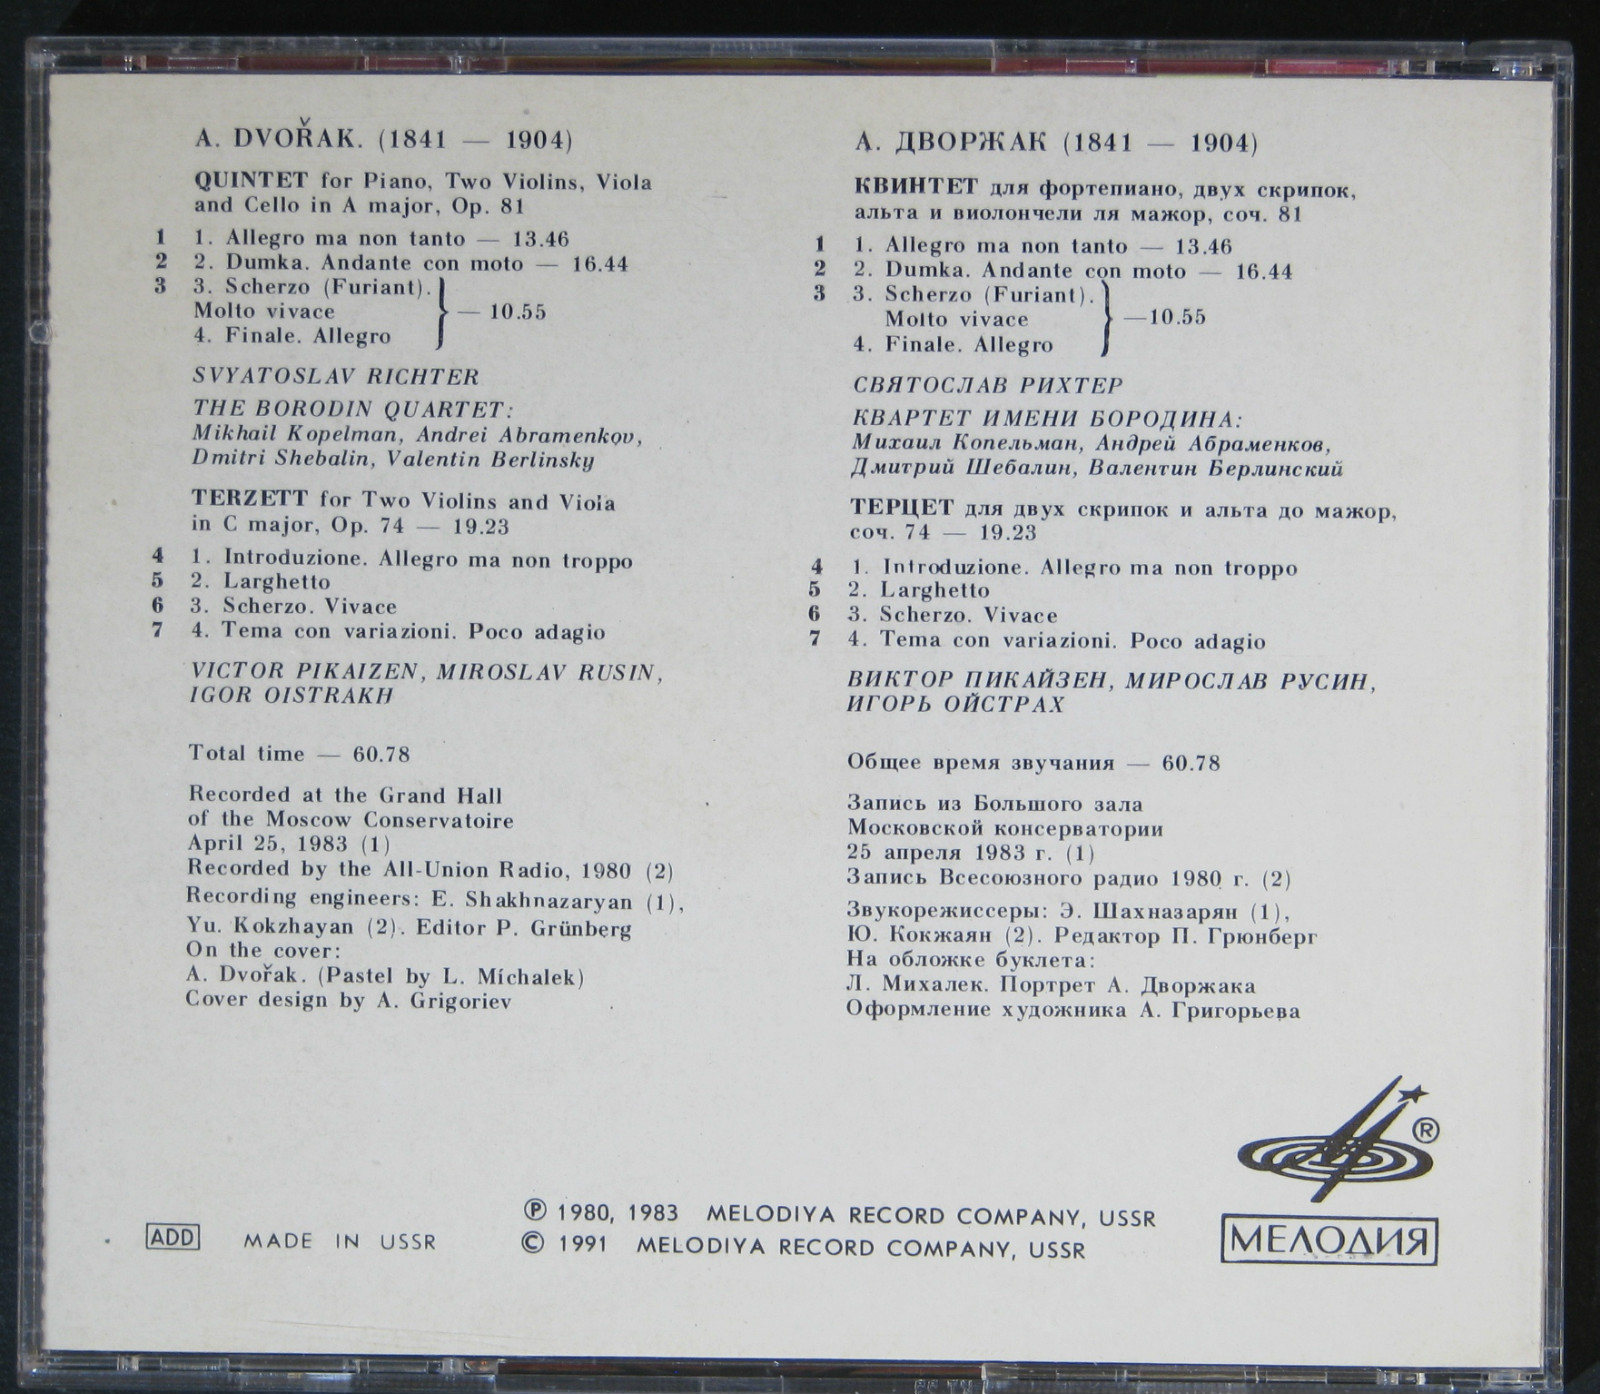 A. DVOŘAK. (1841 — 1904)
QUINTET for Piano, Two Violins, Viola
and Cello in A major, Op. 81
1 1. Allegro ma non tanto — 13.46
2 2. Dumka. Andante con moto — 16.44
3 3. Scherzo (Furiant).
Molto vivace — 10.55
4. Finale. Allegro
SVYATOSLAV RICHTER
THE BORODIN QUARTET:
Mikhail Kopelman, Andrei Abramenkov,
Dmitri Shebalin, Valentin Berlinsky
TERZETT for Two Violins and Viola
in C major, Op. 74 — 19.23
4 1. Introduzione. Allegro ma non troppo
5 2. Larghetto
6 3. Scherzo. Vivace
7 4. Tema con variazioni. Poco adagio
VICTOR PIKAIZEN, MIROSLAV RUSIN,
IGOR OISTRAKH
Total time — 60.78
Recorded at the Grand Hall
of the Moscow Conservatoire
April 25, 1983 (1)
Recorded by the All-Union Radio, 1980 (2)
Recording engineers: E. Shakhnazaryan (1),
Yu. Kokzhayan (2). Editor P. Grünberg
On the cover:
A. Dvořak. (Pastel by L. Míchalek)
Cover design by A. Grigoriev
А. ДВОРЖАК (1841 — 1904)
КВИНТЕТ для фортепиано, двух скрипок,
альта и виолончели ля мажор, соч. 81
1 1. Allegro ma non tanto — 13.46
2 2. Dumka. Andante con moto — 16.44
3 3. Scherzo (Furiant).
Molto vivace —10.55
4. Finale. Allegro
СВЯТОСЛАВ РИХТЕР
КВАРТЕТ ИМЕНИ БОРОДИНА:
Михаил Копельман, Андрей Абраменков,
Дмитрий Шебалин, Валентин Берлинский
ТЕРЦЕТ для двух скрипок и альта до мажор,
соч. 74 — 19.23
4 1. Introduzione. Allegro ma non troppo
5 2. Larghetto
6 3. Scherzo. Vivace
7 4. Tema con variazioni. Poco adagio
ВИКТОР ПИКАЙЗЕН, МИРОСЛАВ РУСИН,
ИГОРЬ ОЙСТРАХ
Общее время звучания — 60.78
Запись из Большого зала
Московской консерватории
25 апреля 1983 г. (1)
Запись Всесоюзного радио 1980 г. (2)
Звукорежиссеры: Э. Шахназарян (1),
Ю. Кокжаян (2). Редактор П. Грюнберг
На обложке буклета:
Л. Михалек. Портрет А. Дворжака
Оформление художника А. Григорьева
®
МЕЛОДИЯ
ADD MADE IN USSR
℗ 1980, 1983 MELODIYA RECORD COMPANY, USSR
© 1991 MELODIYA RECORD COMPANY, USSR